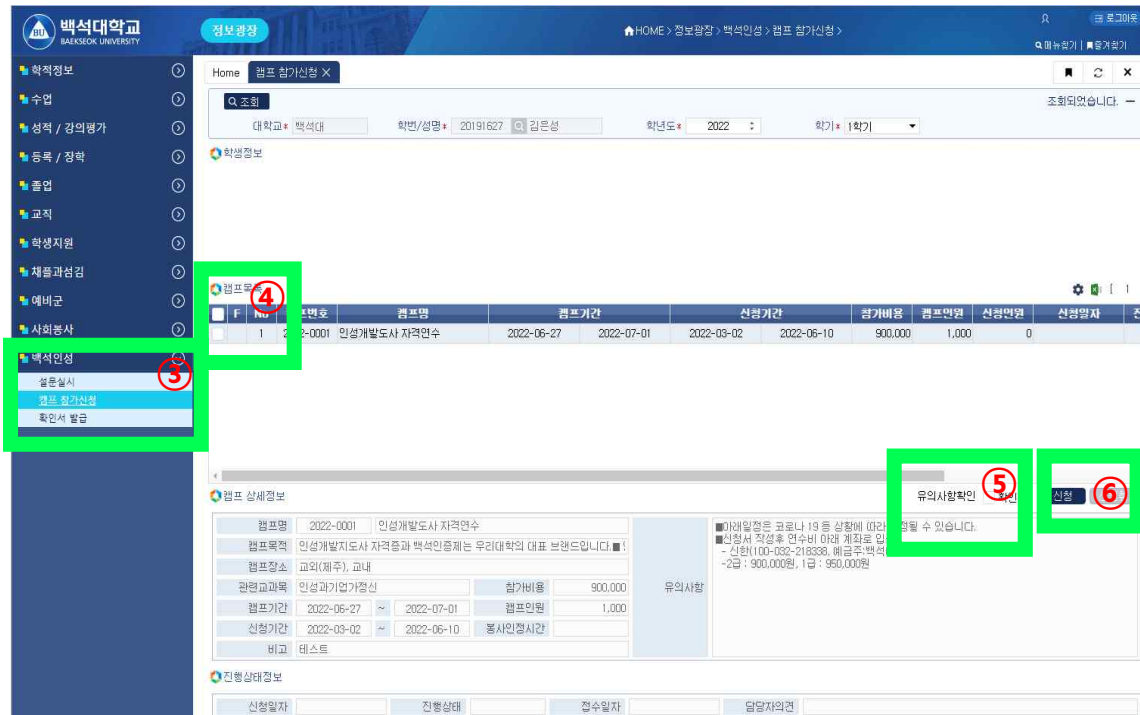 백석대학교
BAEKSEOK UNIVERSITY
정보광장
HOME > 정보광장 > 백석인성 > 캠프 참가신청 >
로그아웃
메뉴찾기 | 즐겨찾기
학적정보
수업
성적 / 강의평가
등록 / 장학
졸업
교직
학생지원
채플과섬김
예비군
사회봉사
백석인성
설문실시
캠프 참가신청
확인서 발급
③
Home 캠프 참가신청 X
조회
조회되었습니다.
대학교* 백석대 학번/성명* 20191627 김은성 학년도* 2022 학기* 1학기
학생정보
캠프목록
④
F No 프번호 캠프명 캠프기간 신청기간 참가비용 캠프인원 신청인원 신청일자
1 2022-0001 인성개발도사 자격연수 2022-06-27 2022-07-01 2022-03-02 2022-06-10 900,000 1,000 0
캠프 상세정보
유의사항확인 확인
⑤
신청
⑥
캠프명 2022-0001 인성개발도사 자격연수
캠프목적 인성개발지도사 자격증과 백석인증제는 우리대학의 대표 브랜드입니다.■
캠프장소 교외(제주), 교내
관련교과목 인성과기업가정신 참가비용 900,000
캠프기간 2022-06-27 ~ 2022-07-01 캠프인원 1,000
신청기간 2022-03-02 ~ 2022-06-10 봉사인정시간
비고 테스트
유의사항
■아래일정은 코로나 19 등 상황에 따라 정될 수 있습니다.
■신청서 작성후 연수비 아래 계좌로 입
- 신한(100-032-218338, 예금주:백석
-2급 : 900,000원, 1급 : 950,000원
진행상태정보
신청일자 진행상태 접수일자 담당자의견